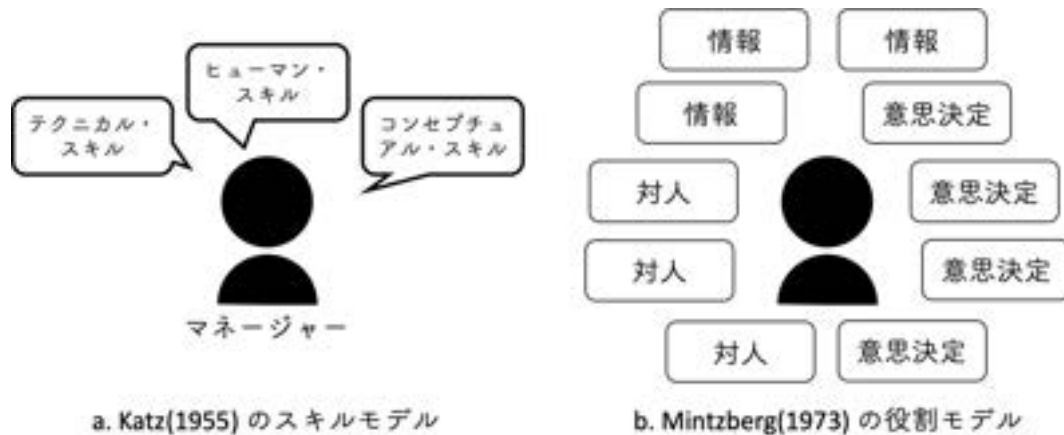 テクニカル・
スキル
ヒューマン・
スキル
コンセプチュ
アル・スキル
マネージャー
a. Katz(1955) のスキルモデル
情報
情報
情報
意思決定
対人
意思決定
対人
意思決定
対人
意思決定
b. Mintzberg(1973) の役割モデル